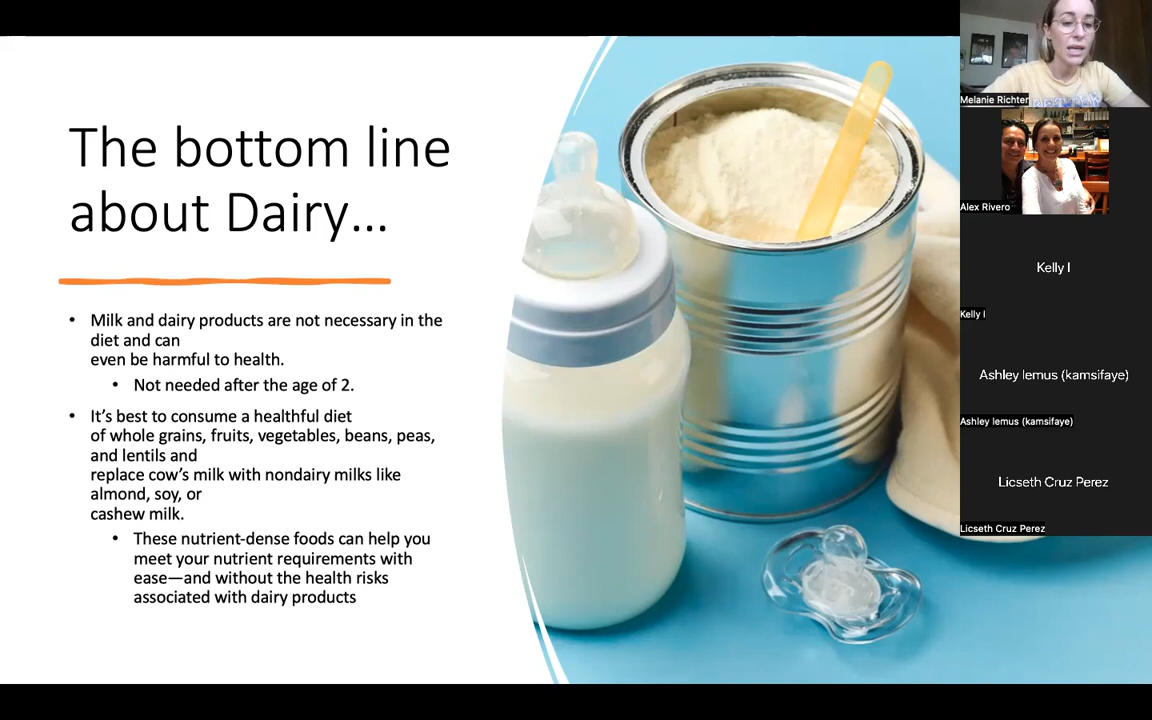 The bottom line
about Dairy...
• Milk and dairy products are not necessary in the
diet and can
even be harmful to health.
• Not needed after the age of 2.
• It's best to consume a healthful diet
of whole grains, fruits, vegetables, beans, peas,
and lentils and
replace cow's milk with nondairy milks like
almond, soy, or
cashew milk.
• These nutrient-dense foods can help you
meet your nutrient requirements with
ease—and without the health risks
associated with dairy products
Melanie Richter
Alex Rivero
Kelly I
Kelly I
Ashley lemus (kamsifaye)
Ashley lemus (kamsifaye)
Licseth Cruz Perez
Licseth Cruz Perez